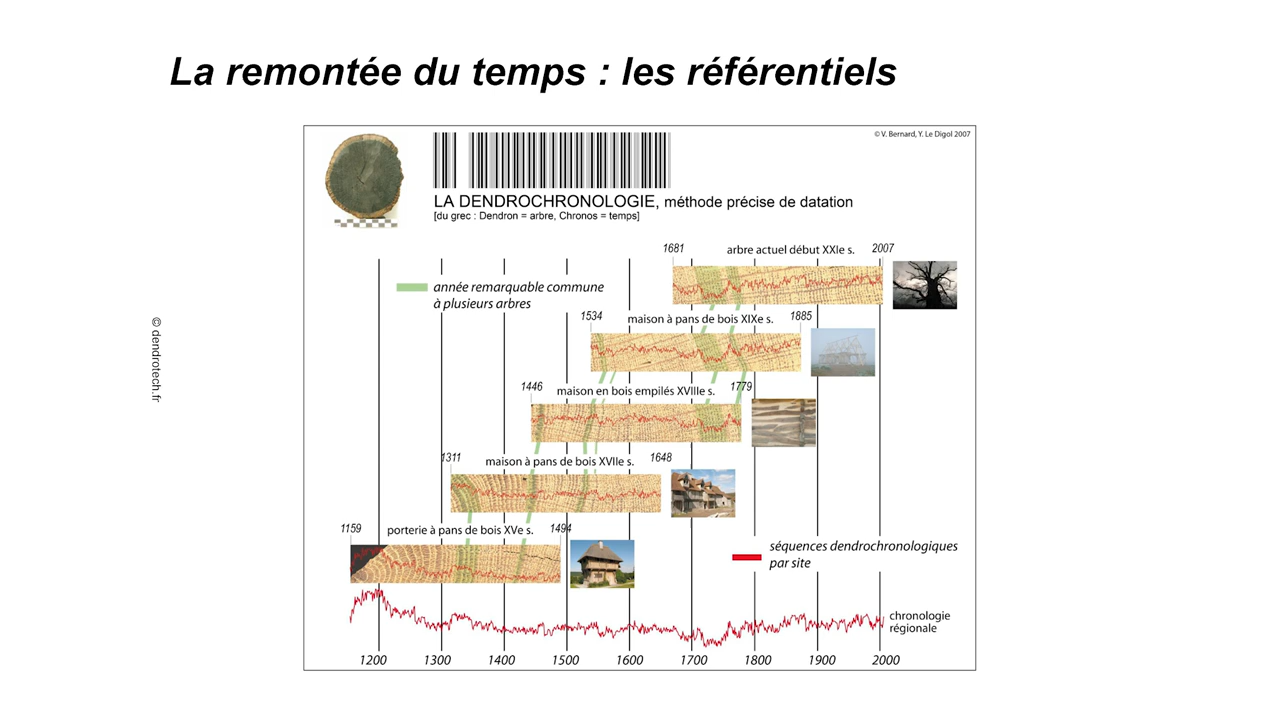 La remontée du temps : les référentiels
© V. Bernard, Y. Le Digol 2007
LA DENDROCHRONOLOGIE, méthode précise de datation
[du grec : Dendron = arbre, Chronos = temps]
1681 arbre actuel début XXIe s. 2007
année remarquable commune
à plusieurs arbres
1534 maison à pans de bois XIXe s. 1885
1446 maison en bois empilés XVIIIe s. 1779
1311 maison à pans de bois XVIIe s. 1648
1159 porterie à pans de bois XVe s. 1494
séquences dendrochronologiques
par site
chronologie
régionale
1200 1300 1400 1500 1600 1700 1800 1900 2000
© dendrotech.fr